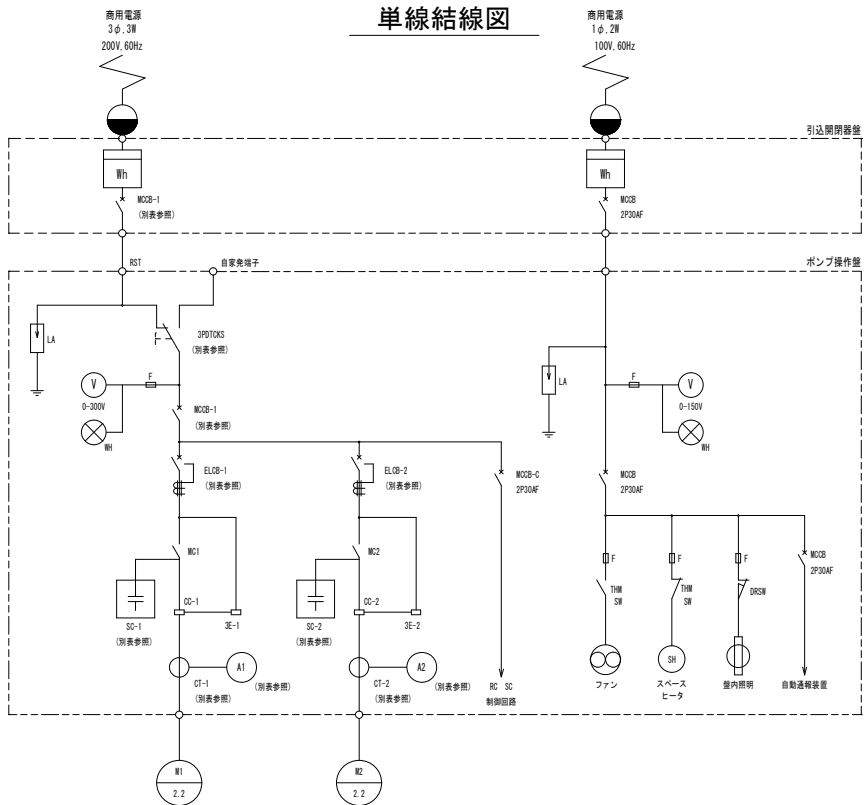 単線結線図
商用電源
3φ.3W
200V,60Hz
商用電源
1φ.2W
100V,60Hz
引込開閉器盤
Wh
MCCB-1
(別表参照)
Wh
MCCB
2P30AF
RST
自家発端子
ポンプ操作盤
LA
3PDTCKS
(別表参照)
F
V
0-300V
WH
MCCB-1
(別表参照)
LA
F
V
0-150V
WH
ELCB-1
(別表参照)
ELCB-2
(別表参照)
MCCB-C
2P30AF
MCCB
2P30AF
MC1
MC2
F
F
F
MCCB
2P30AF
THM
SW
THM
SW
DRSW
SC-1
(別表参照)
CC-1
3E-1
SC-2
(別表参照)
CC-2
3E-2
A1
CT-1
(別表参照)
(別表参照)
A2
CT-2
(別表参照)
(別表参照)
RC SC
制御回路
ファン
SH
スペース
ヒータ
盤内照明
自動通報装置
M1
2.2
M2
2.2